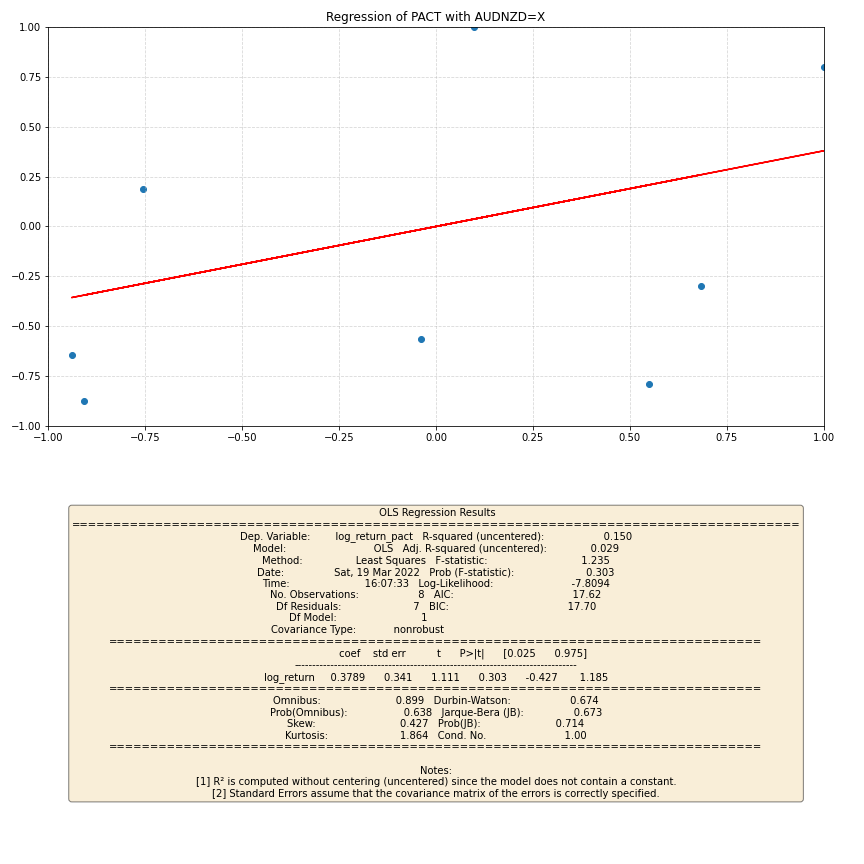 Regression of PACT with AUDNZD=X
1.00
0.75
0.50
0.25
0.00
−0.25
−0.50
−0.75
−1.00
−1.00 −0.75 −0.50 −0.25 0.00 0.25 0.50 0.75 1.00
OLS Regression Results
==============================================================================
Dep. Variable: log_return_pact R-squared (uncentered): 0.150
Model: OLS Adj. R-squared (uncentered): 0.029
Method: Least Squares F-statistic: 1.235
Date: Sat, 19 Mar 2022 Prob (F-statistic): 0.303
Time: 16:07:33 Log-Likelihood: -7.8094
No. Observations: 8 AIC: 17.62
Df Residuals: 7 BIC: 17.70
Df Model: 1
Covariance Type: nonrobust
==============================================================================
coef std err t P>|t| [0.025 0.975]
------------------------------------------------------------------------------
log_return 0.3789 0.341 1.111 0.303 -0.427 1.185
==============================================================================
Omnibus: 0.899 Durbin-Watson: 0.674
Prob(Omnibus): 0.638 Jarque-Bera (JB): 0.673
Skew: 0.427 Prob(JB): 0.714
Kurtosis: 1.864 Cond. No. 1.00
==============================================================================
Notes:
[1] R² is computed without centering (uncentered) since the model does not contain a constant.
[2] Standard Errors assume that the covariance matrix of the errors is correctly specified.